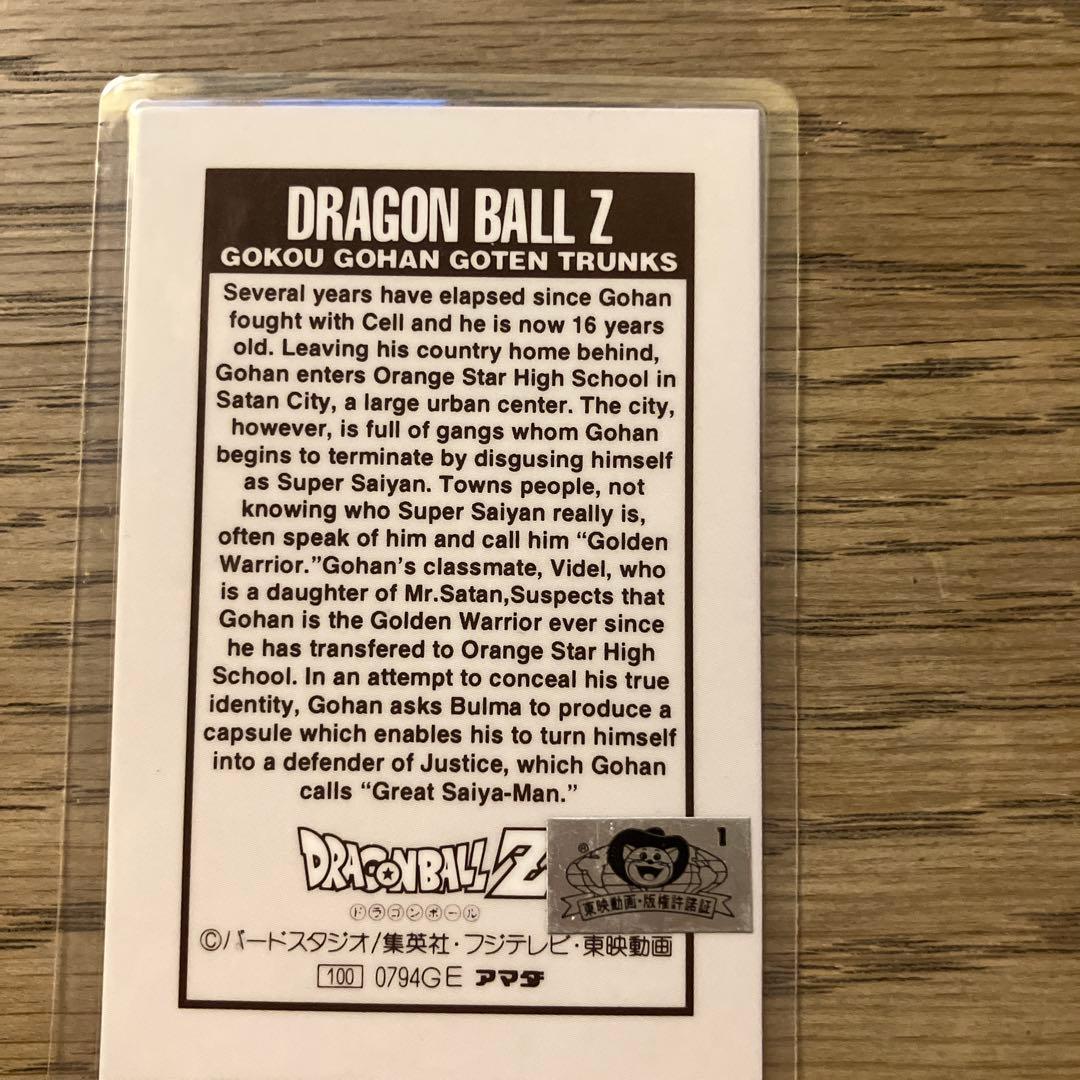 DRAGON BALL Z
GOKOU GOHAN GOTEN TRUNKS
Several years have elapsed since Gohan
fought with Cell and he is now 16 years
old. Leaving his country home behind,
Gohan enters Orange Star High School in
Satan City, a large urban center. The city,
however, is full of gangs whom Gohan
begins to terminate by disgusing himself
as Super Saiyan. Towns people, not
knowing who Super Saiyan really is,
often speak of him and call him “Golden
Warrior.”Gohan's classmate, Videl, who
is a daughter of Mr.Satan,Suspects that
Gohan is the Golden Warrior ever since
he has transfered to Orange Star High
School. In an attempt to conceal his true
identity, Gohan asks Bulma to produce a
capsule which enables his to turn himself
into a defender of Justice, which Gohan
calls “Great Saiya-Man.”
DRAGONBALL Z
ドラゴンボール
1
®
東映動画・版権許諾証
©バードスタジオ/集英社・フジテレビ・東映動画
100 0794GE アマダ